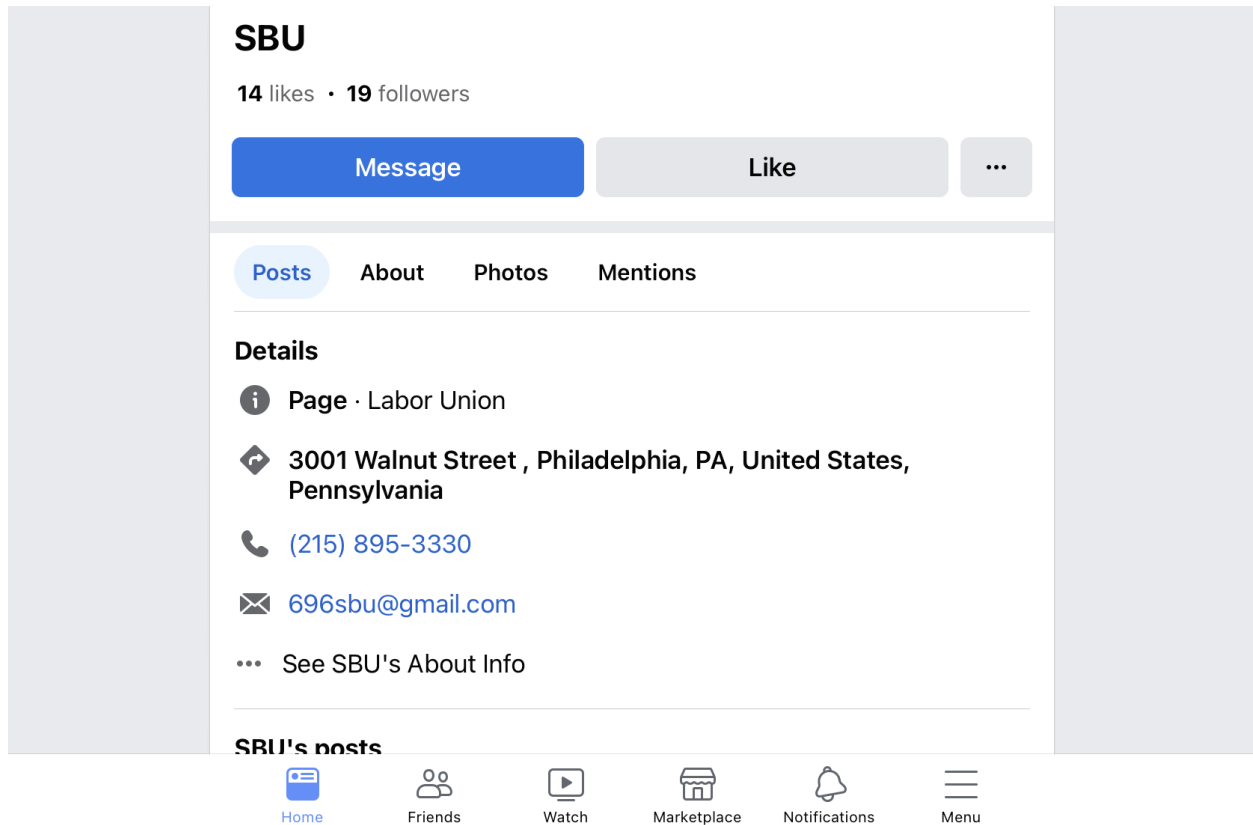 SBU
14 likes · 19 followers
Message
Like
Posts
About
Photos
Mentions
Details
Page · Labor Union
3001 Walnut Street , Philadelphia, PA, United States,
Pennsylvania
(215) 895-3330
696sbu@gmail.com
See SBU's About Info
SBU's posts
Home
Friends
Watch
Marketplace
Notifications
Menu